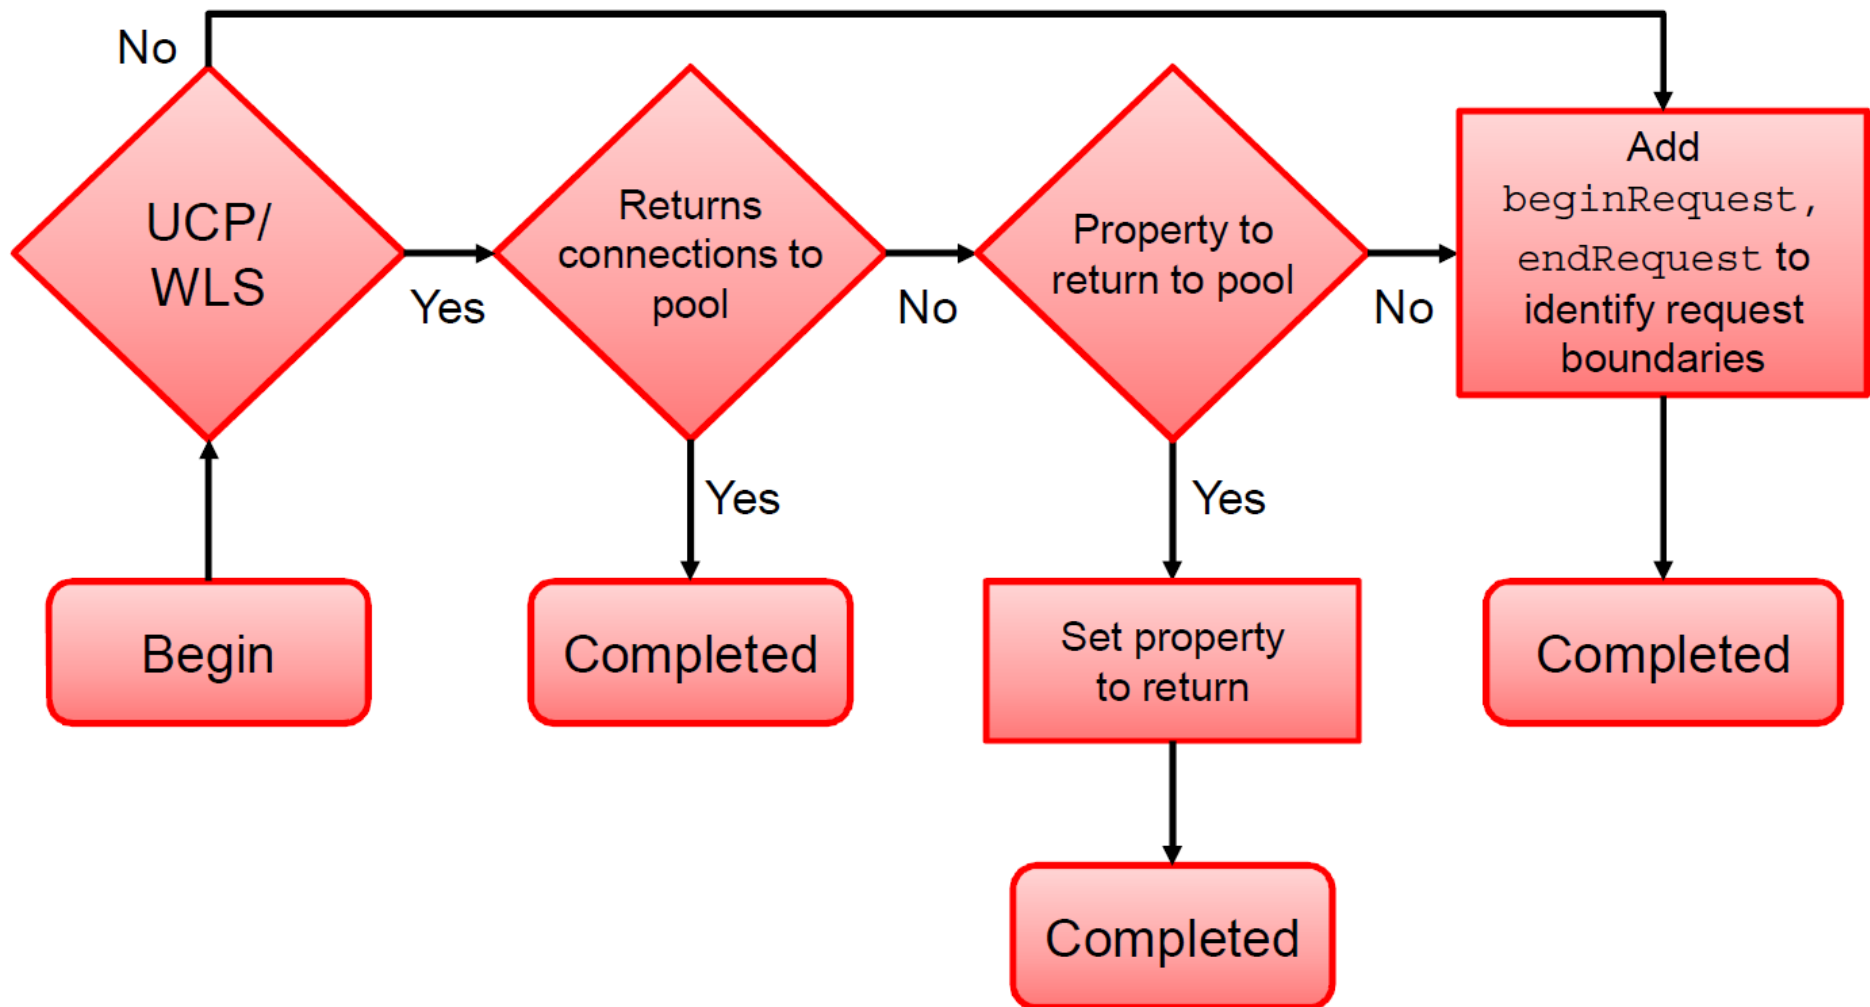 No
UCP/
WLS
Yes
Returns
connections to
pool
No
Property to
return to pool
No
Add
beginRequest,
endRequest to
identify request
boundaries
Yes
Yes
Begin
Completed
Set property
to return
Completed
Completed